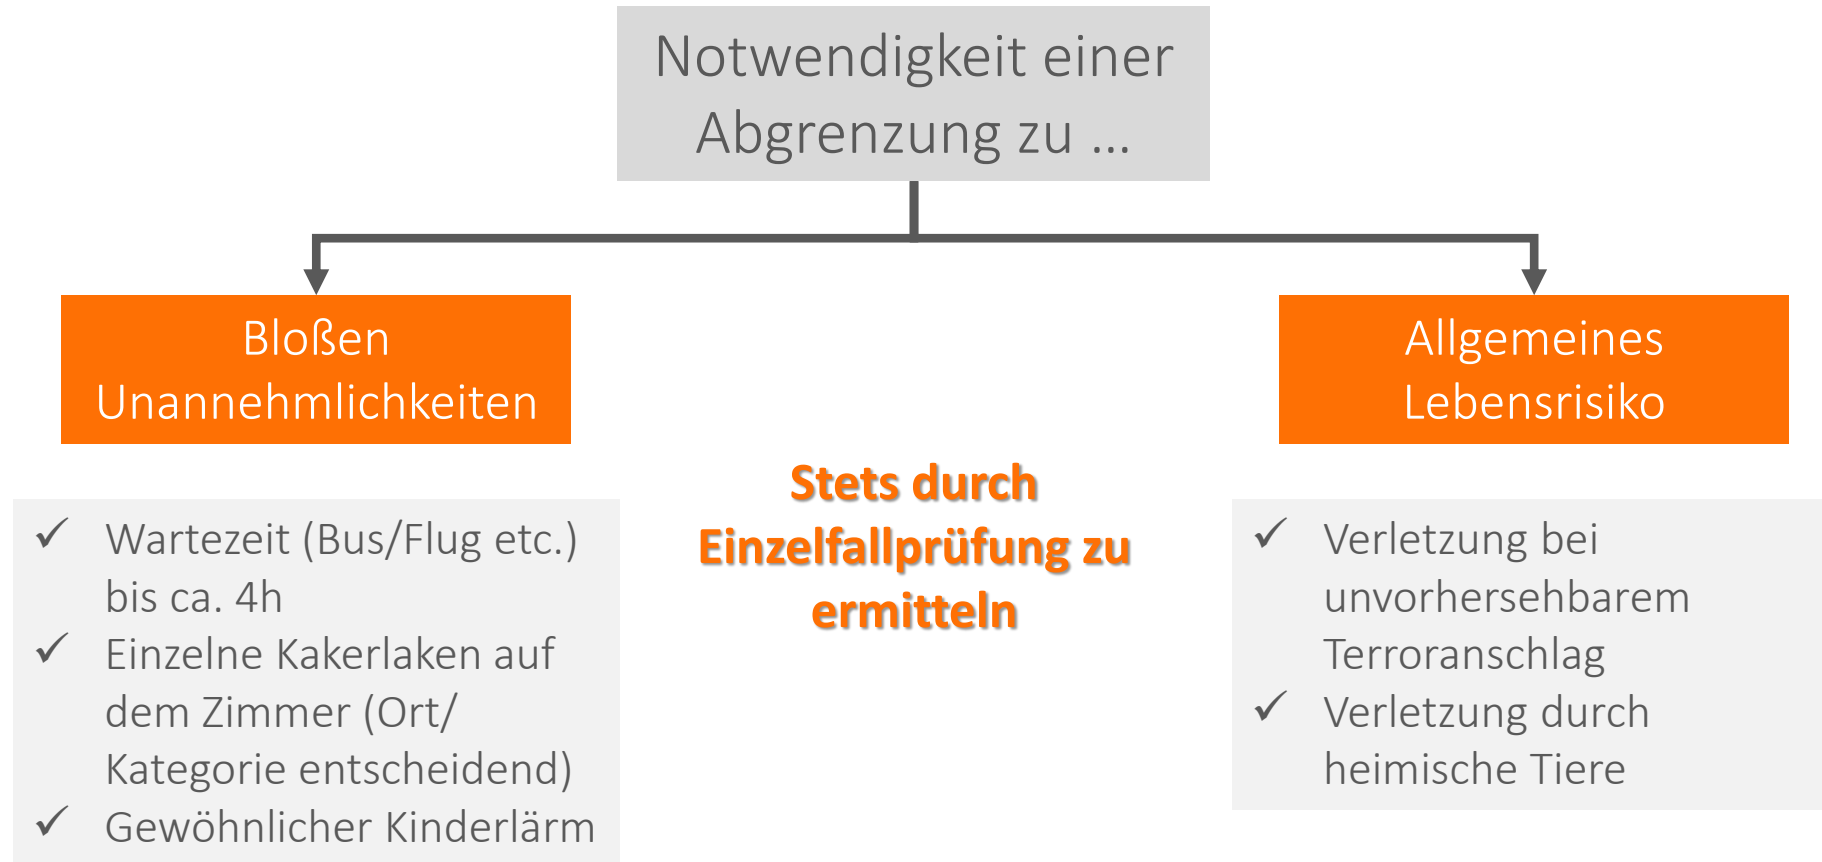 Notwendigkeit einer
Abgrenzung zu ...
Bloßen
Unannehmlichkeiten
Allgemeines
Lebensrisiko
Stets durch
Einzelfallprüfung zu
ermitteln
✓ Wartezeit (Bus/Flug etc.)
bis ca. 4h
✓ Einzelne Kakerlaken auf
dem Zimmer (Ort/
Kategorie entscheidend)
✓ Gewöhnlicher Kinderlärm
✓ Verletzung bei
unvorhersehbarem
Terroranschlag
✓ Verletzung durch
heimische Tiere